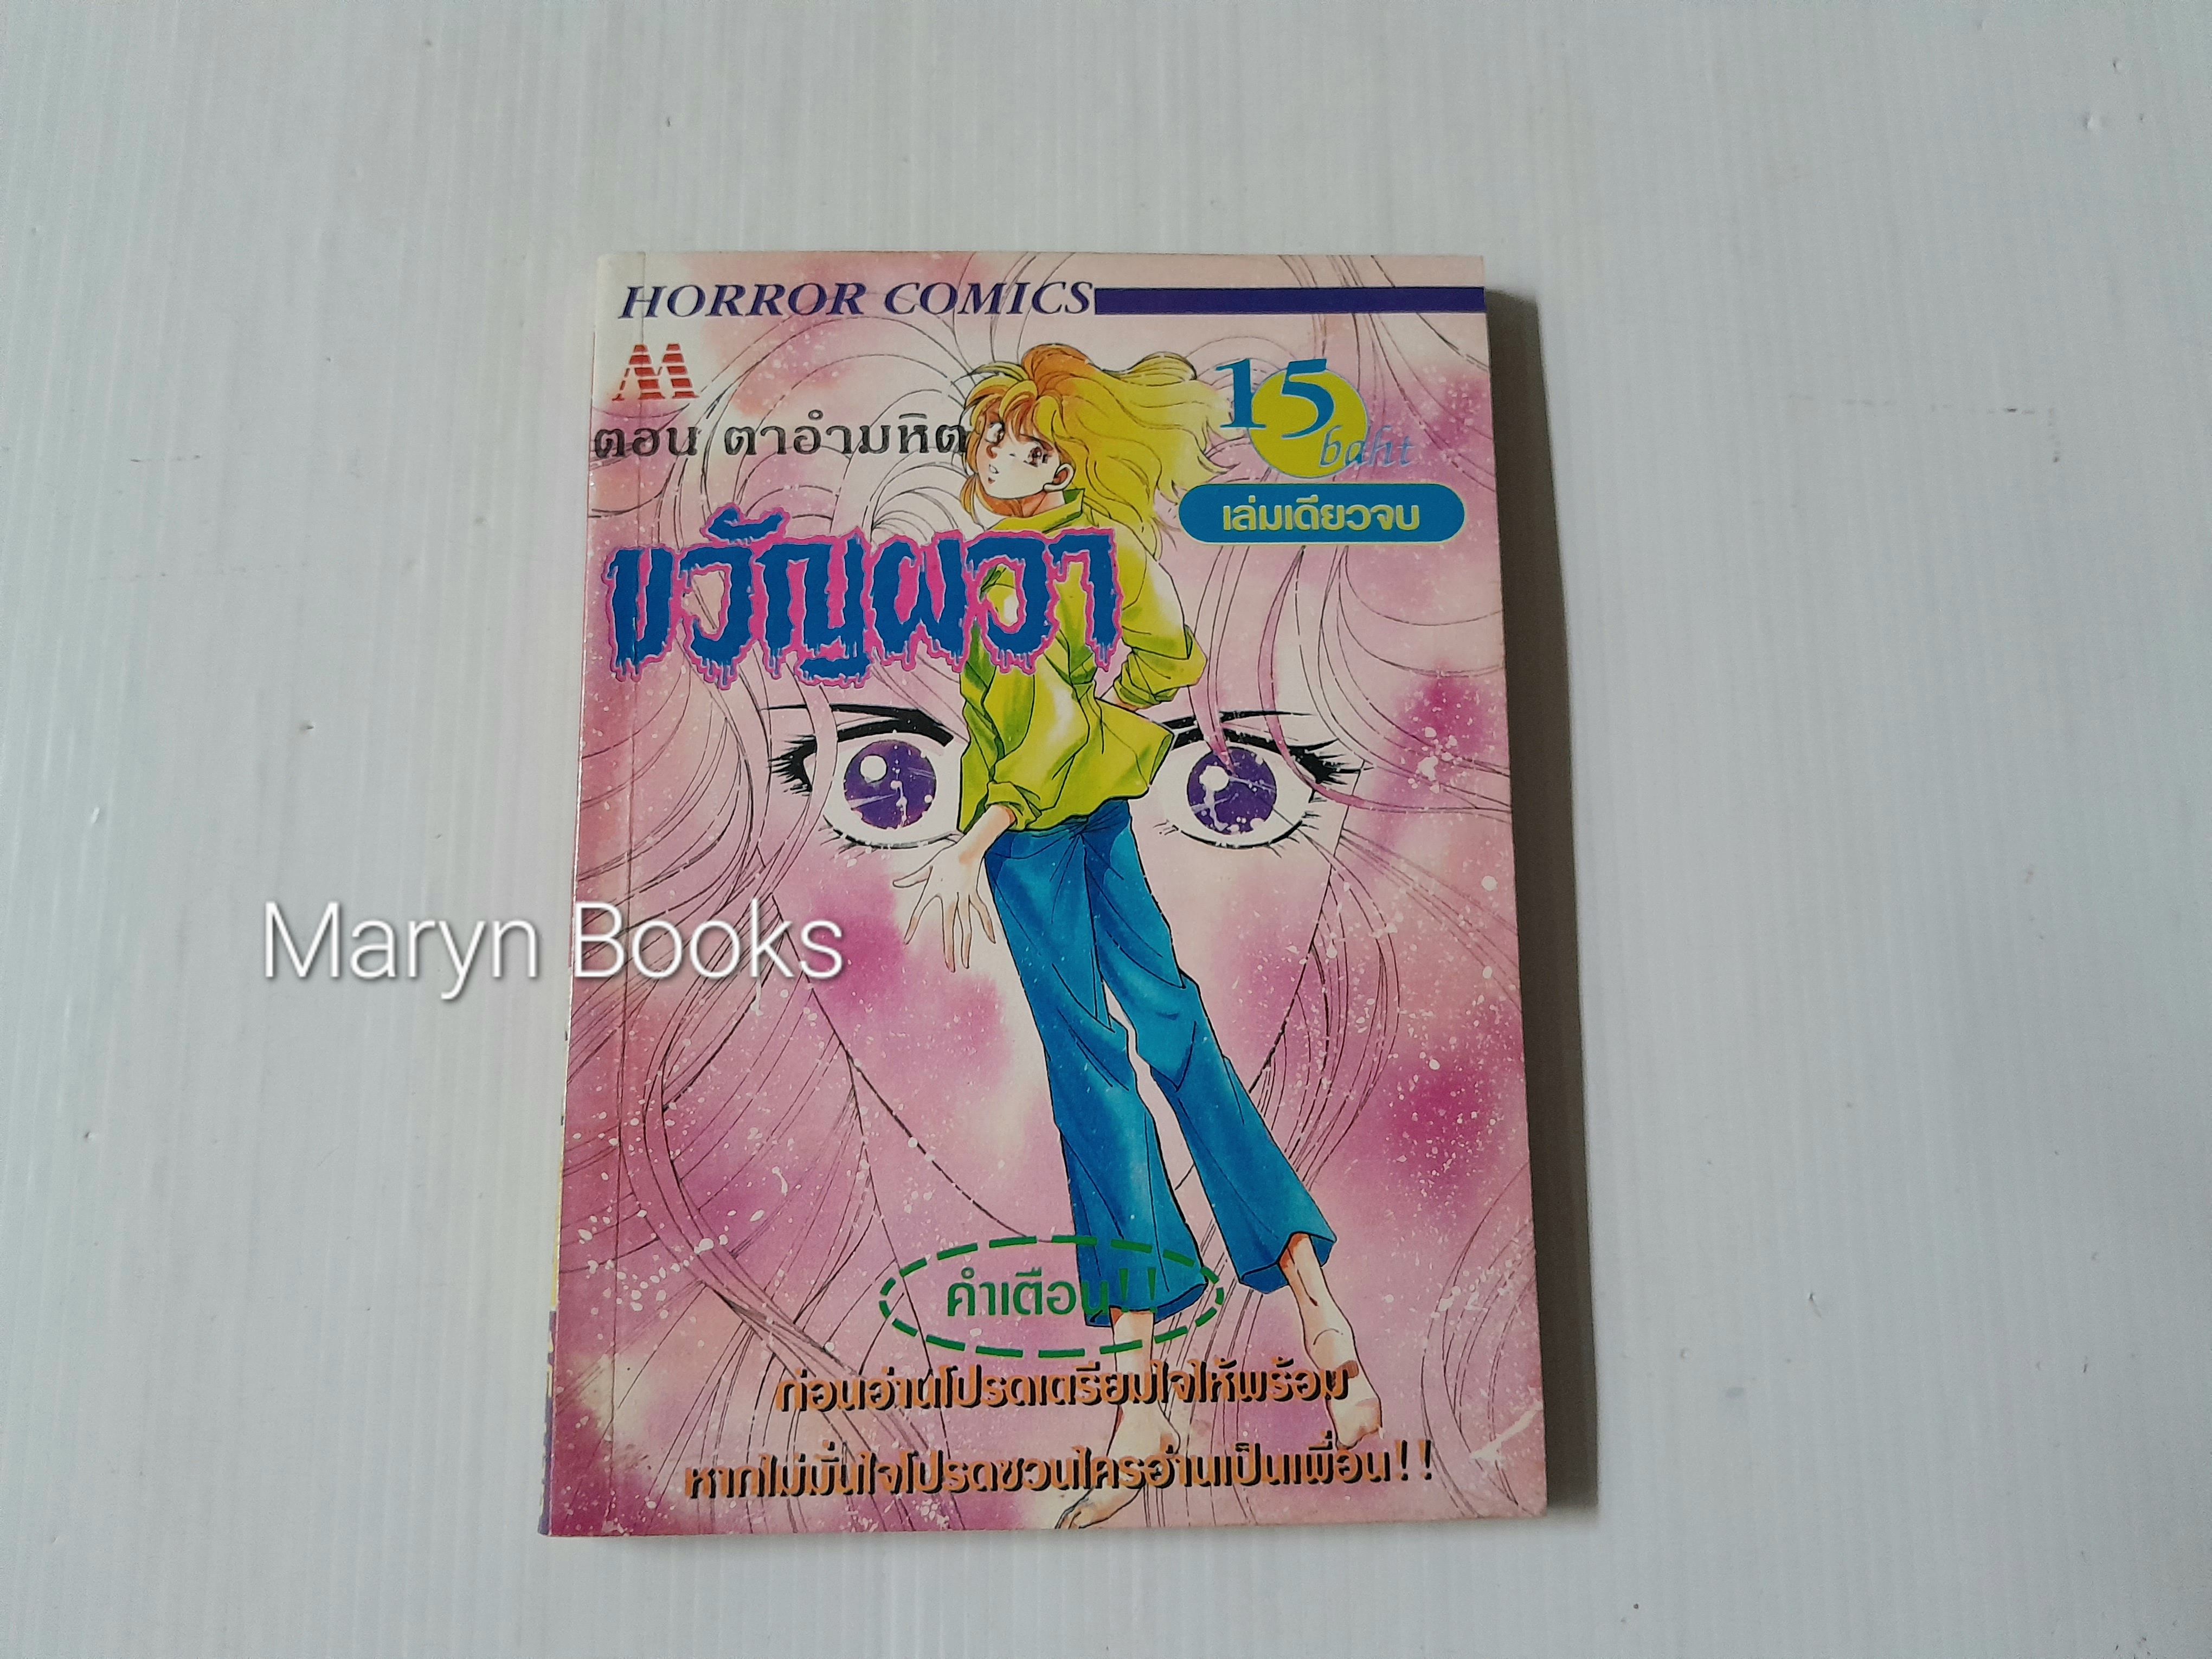 HORROR COMICS
M
15
baht
ตอน ตาอำมหิต
เล่มเดียวจบ
ขวัญผวา
Maryn Books
คำเตือน!!
ก่อนอ่านโปรดเตรียมใจให้พร้อม
หากไม่มั่นใจโปรดชวนใครอ่านเป็นเพื่อน!!